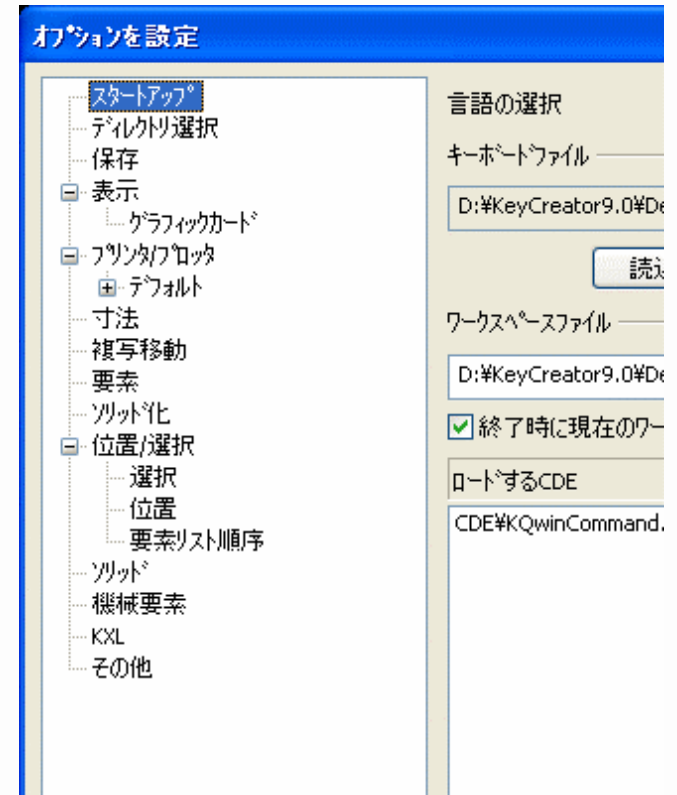 ｵﾌﾟｼｮﾝを設定
ｽﾀｰﾄｱｯﾌﾟ
ﾃﾞｨﾚｸﾄﾘ選択
保存
表示
ｸﾞﾗﾌｨｯｸｶｰﾄﾞ
ﾌﾟﾘﾝﾀ/ﾌﾟﾛｯﾀ
ﾃﾞﾌｫﾙﾄ
寸法
複写移動
要素
ｿﾘｯﾄﾞ化
位置/選択
選択
位置
要素ﾘｽﾄ順序
ｿﾘｯﾄﾞ
機械要素
KXL
その他
言語の選択
ｷｰﾎﾞｰﾄﾞﾌｧｲﾙ
D:¥KeyCreator9.0¥De
読込
ﾜｰｸｽﾍﾟｰｽﾌｧｲﾙ
D:¥KeyCreator9.0¥De
終了時に現在のﾜｰ
ﾛｰﾄﾞするCDE
CDE¥KQwinCommand.